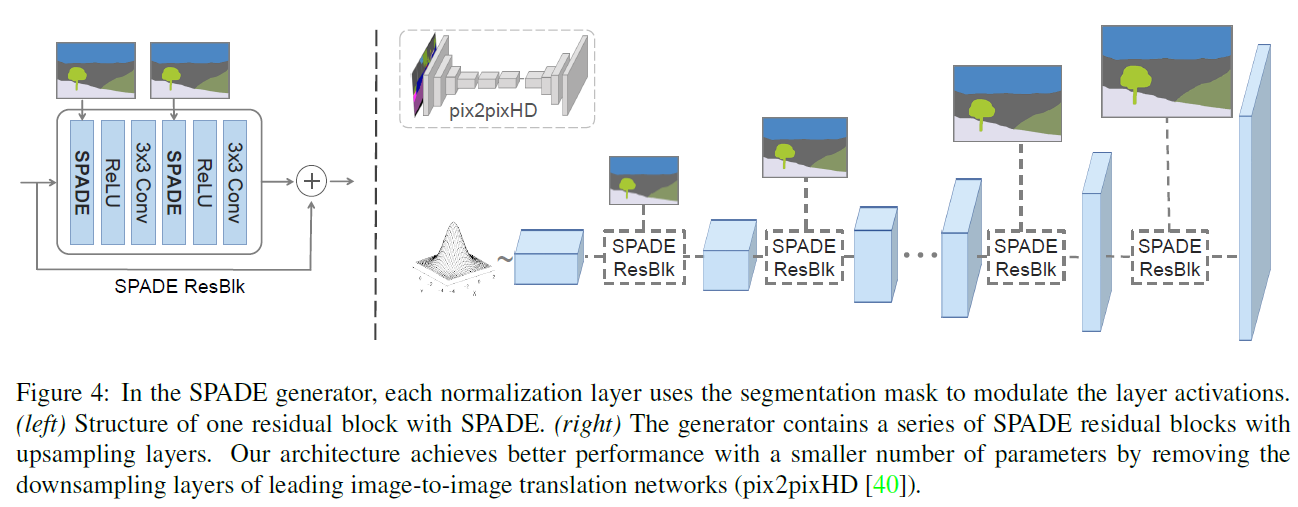 SPADE
ReLU
3x3 Conv
SPADE
ReLU
3x3 Conv
+
SPADE ResBlk
pix2pixHD
~
SPADE
ResBlk
SPADE
ResBlk
...
SPADE
ResBlk
SPADE
ResBlk
Figure 4: In the SPADE generator, each normalization layer uses the segmentation mask to modulate the layer activations.
(left) Structure of one residual block with SPADE. (right) The generator contains a series of SPADE residual blocks with
upsampling layers. Our architecture achieves better performance with a smaller number of parameters by removing the
downsampling layers of leading image-to-image translation networks (pix2pixHD [40]).